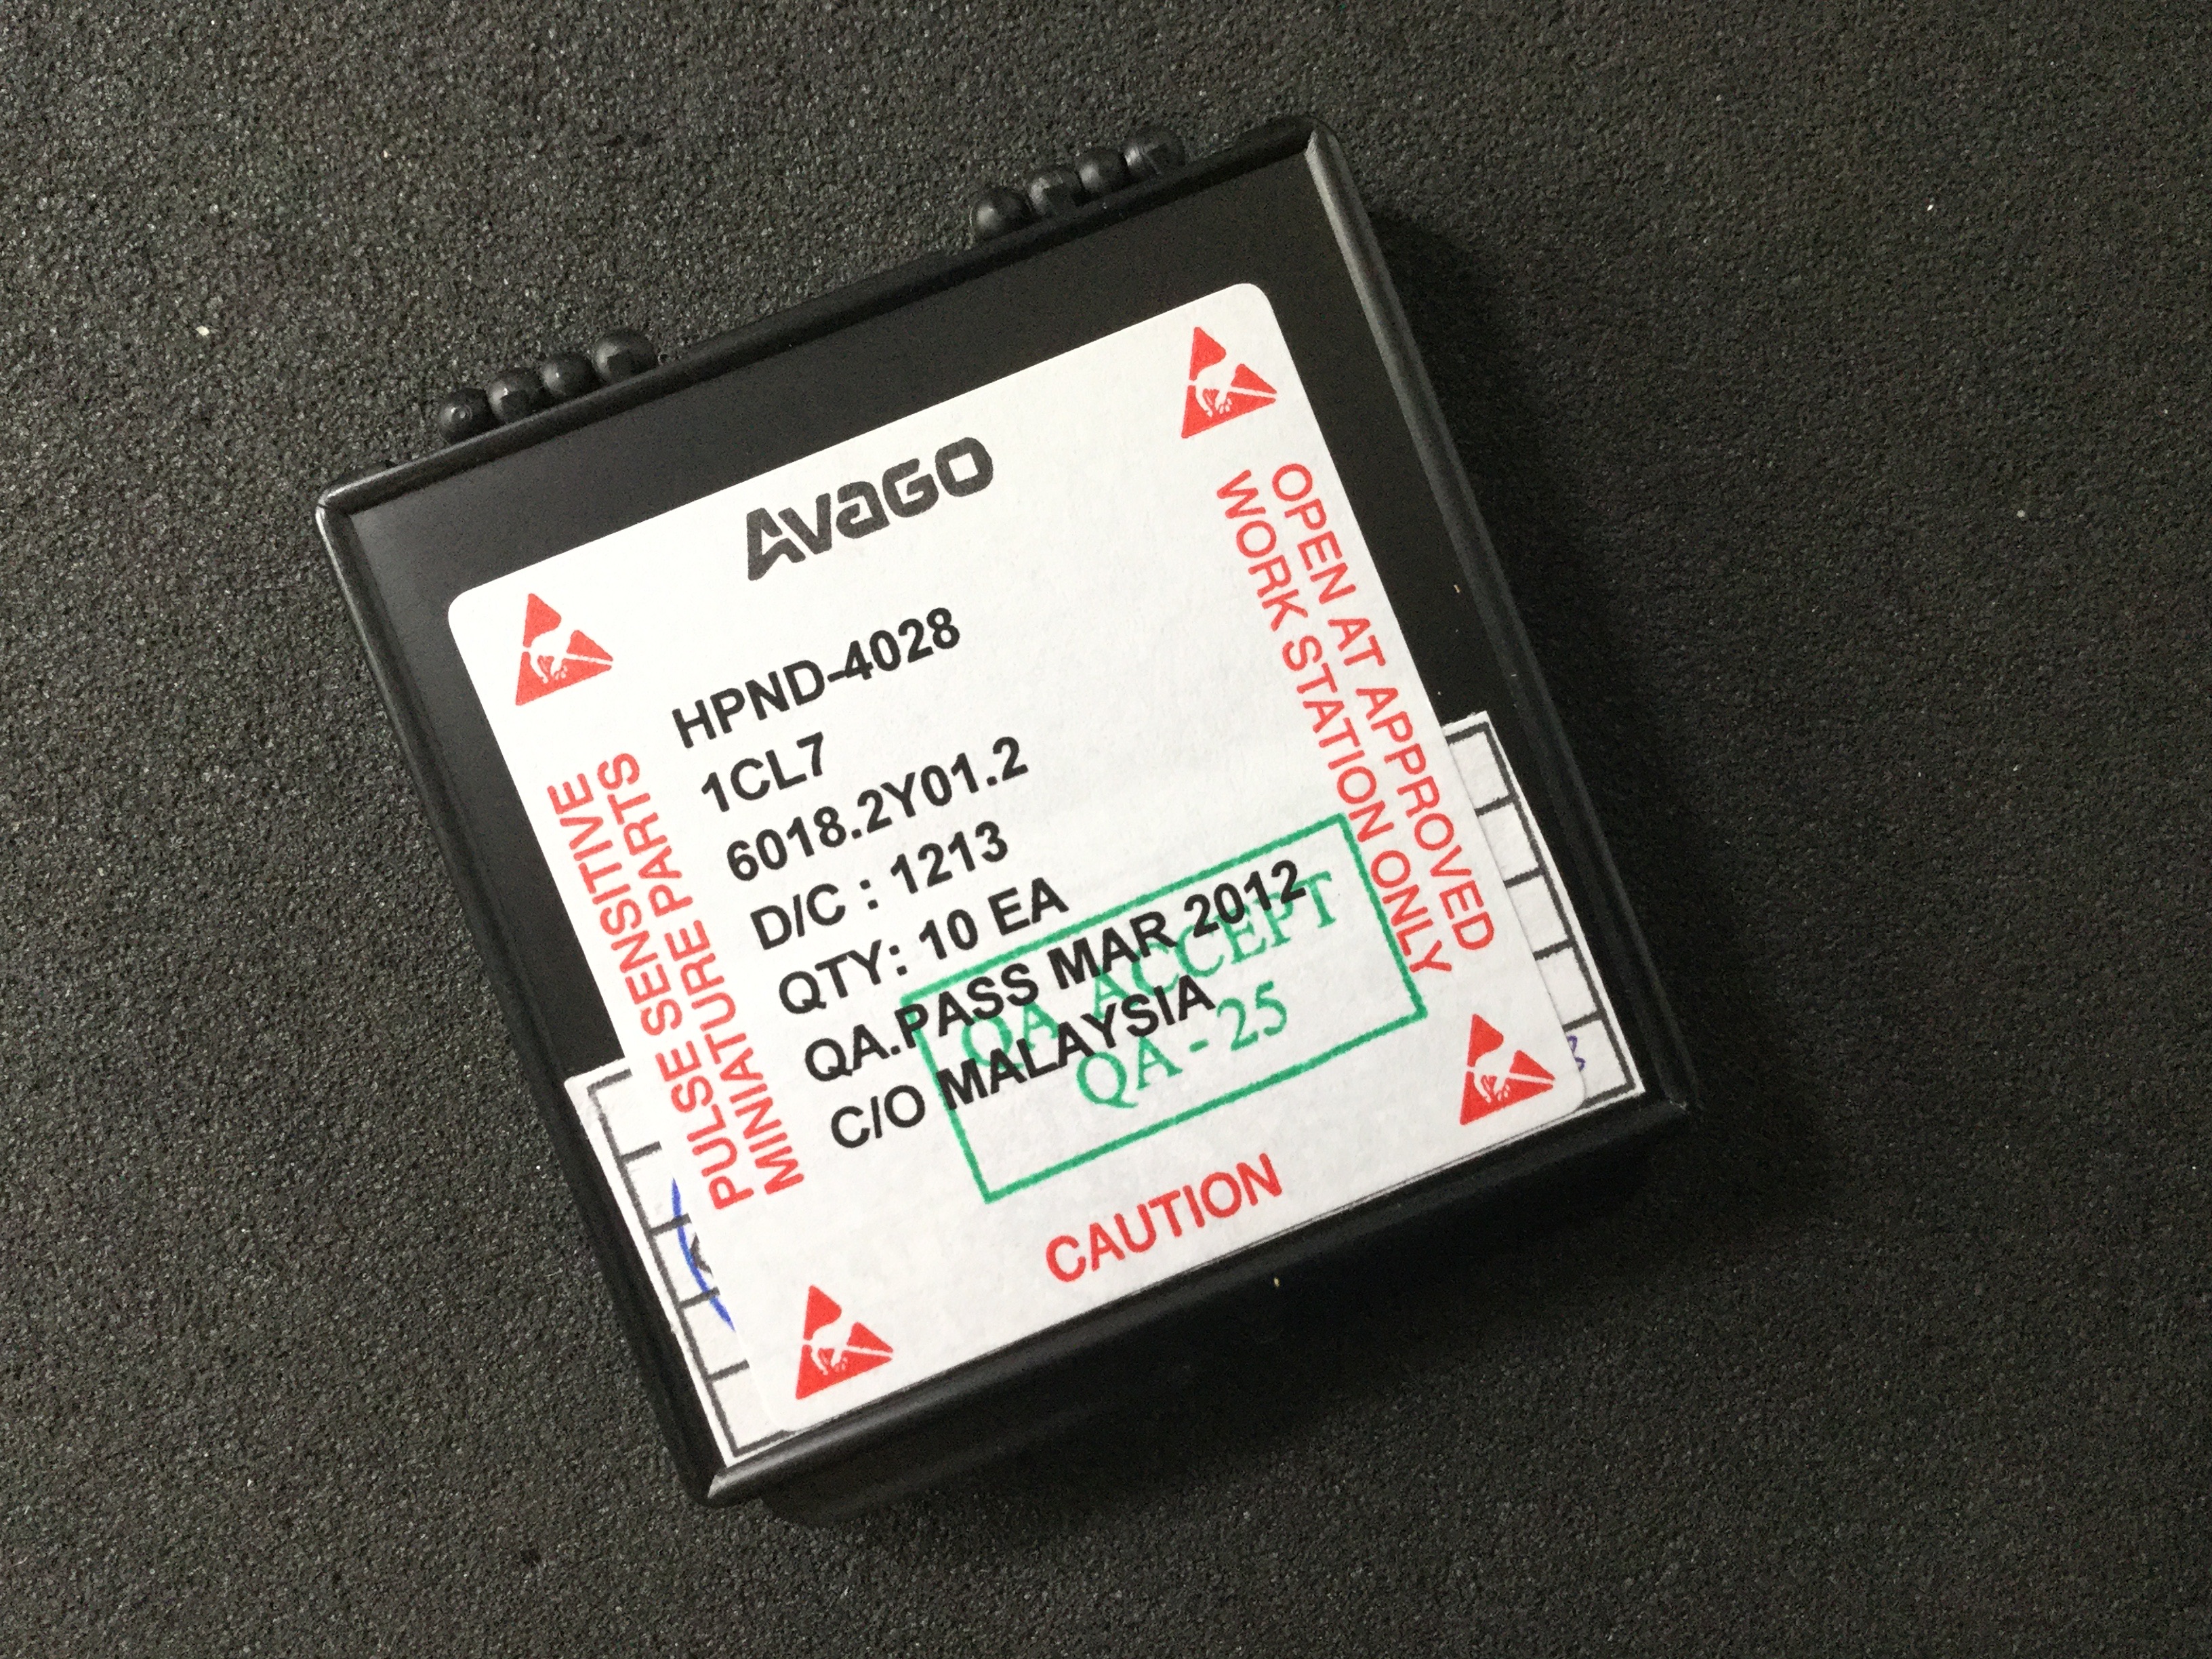 AVAGO
HPND-4028
1CL7
6018.2Y01.2
D/C : 1213
QTY: 10 EA
QA.PASS MAR 2012
C/O MALAYSIA
QA ACCEPT
QA - 25
PULSE SENSITIVE
MINIATURE PARTS
OPEN AT APPROVED
WORK STATION ONLY
CAUTION